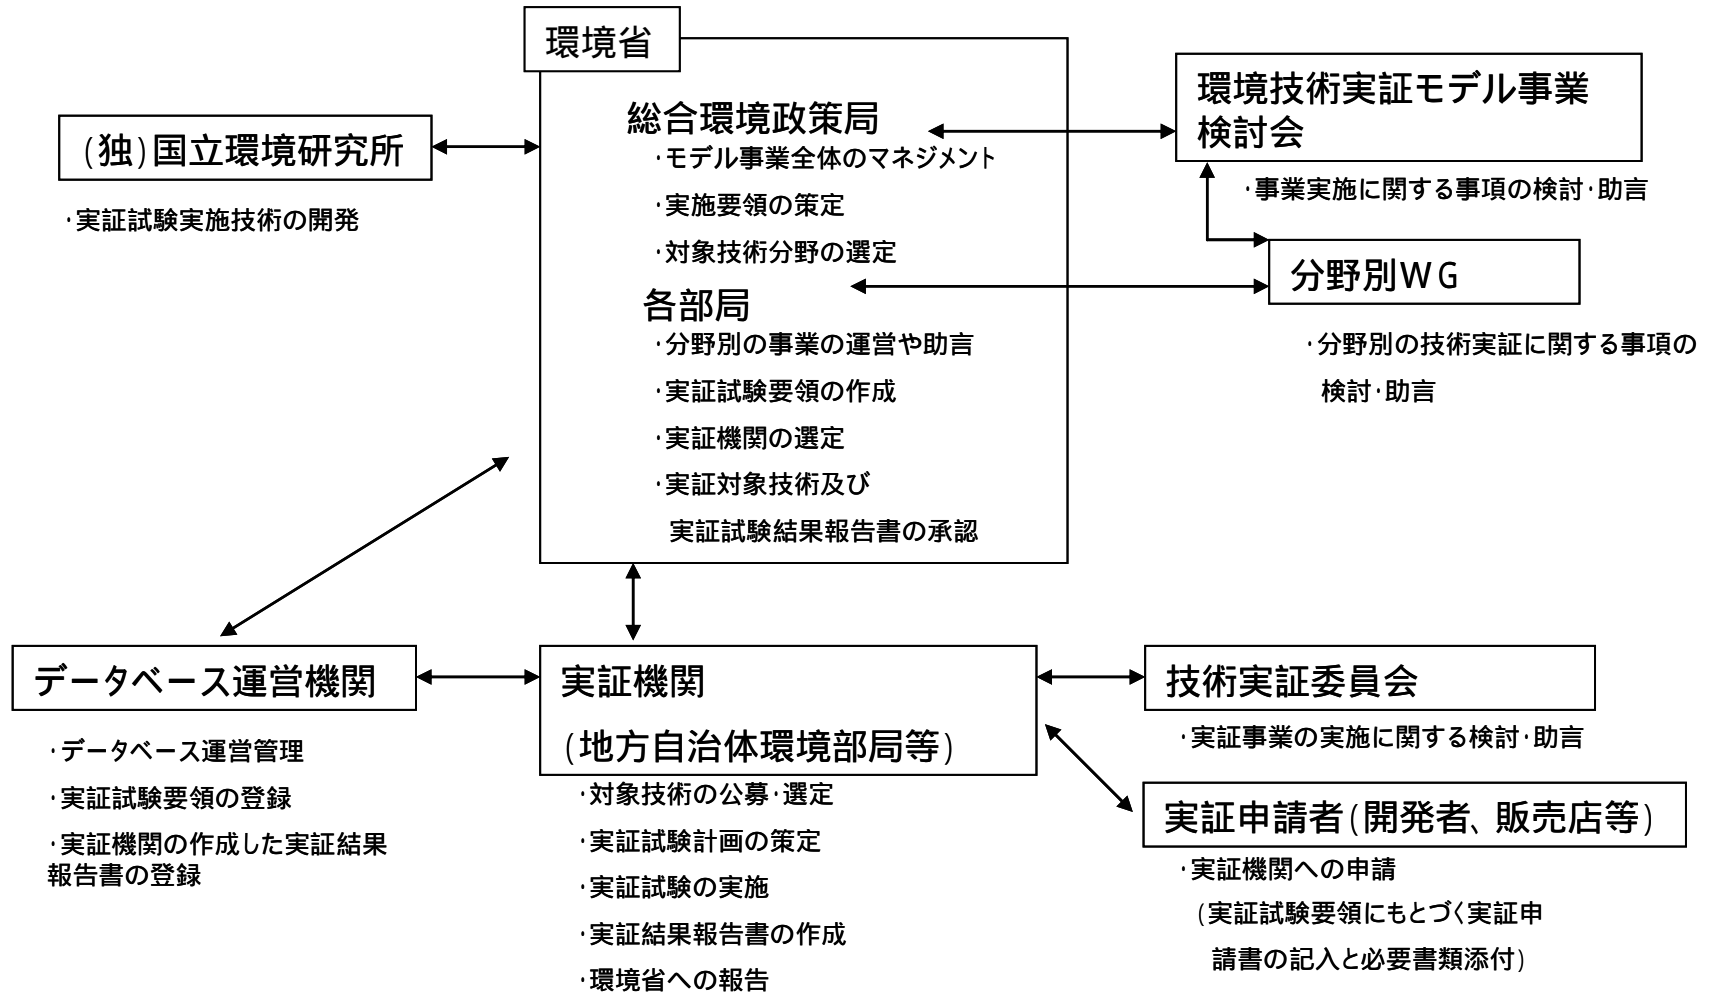 環境省
総合環境政策局
・モデル事業全体のマネジメント
・実施要領の策定
・対象技術分野の選定
各部局
・分野別の事業の運営や助言
・実証試験要領の作成
・実証機関の選定
・実証対象技術及び
実証試験結果報告書の承認
(独)国立環境研究所
・実証試験実施技術の開発
環境技術実証モデル事業
検討会
・事業実施に関する事項の検討・助言
分野別WG
・分野別の技術実証に関する事項の
検討・助言
データベース運営機関
・データベース運営管理
・実証試験要領の登録
・実証機関の作成した実証結果
報告書の登録
実証機関
(地方自治体環境部局等)
・対象技術の公募・選定
・実証試験計画の策定
・実証試験の実施
・実証結果報告書の作成
・環境省への報告
技術実証委員会
・実証事業の実施に関する検討・助言
実証申請者(開発者、販売店等)
・実証機関への申請
(実証試験要領にもとづく実証申
請書の記入と必要書類添付)